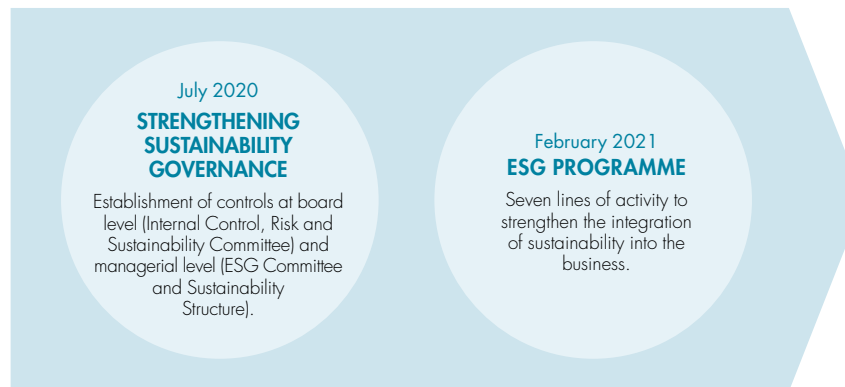 July 2020
STRENGTHENING
SUSTAINABILITY
GOVERNANCE
Establishment of controls at board
level (Internal Control, Risk and
Sustainability Committee) and
managerial level (ESG Committee
and Sustainability
Structure).
February 2021
ESG PROGRAMME
Seven lines of activity to
strengthen the integration
of sustainability into the
business.